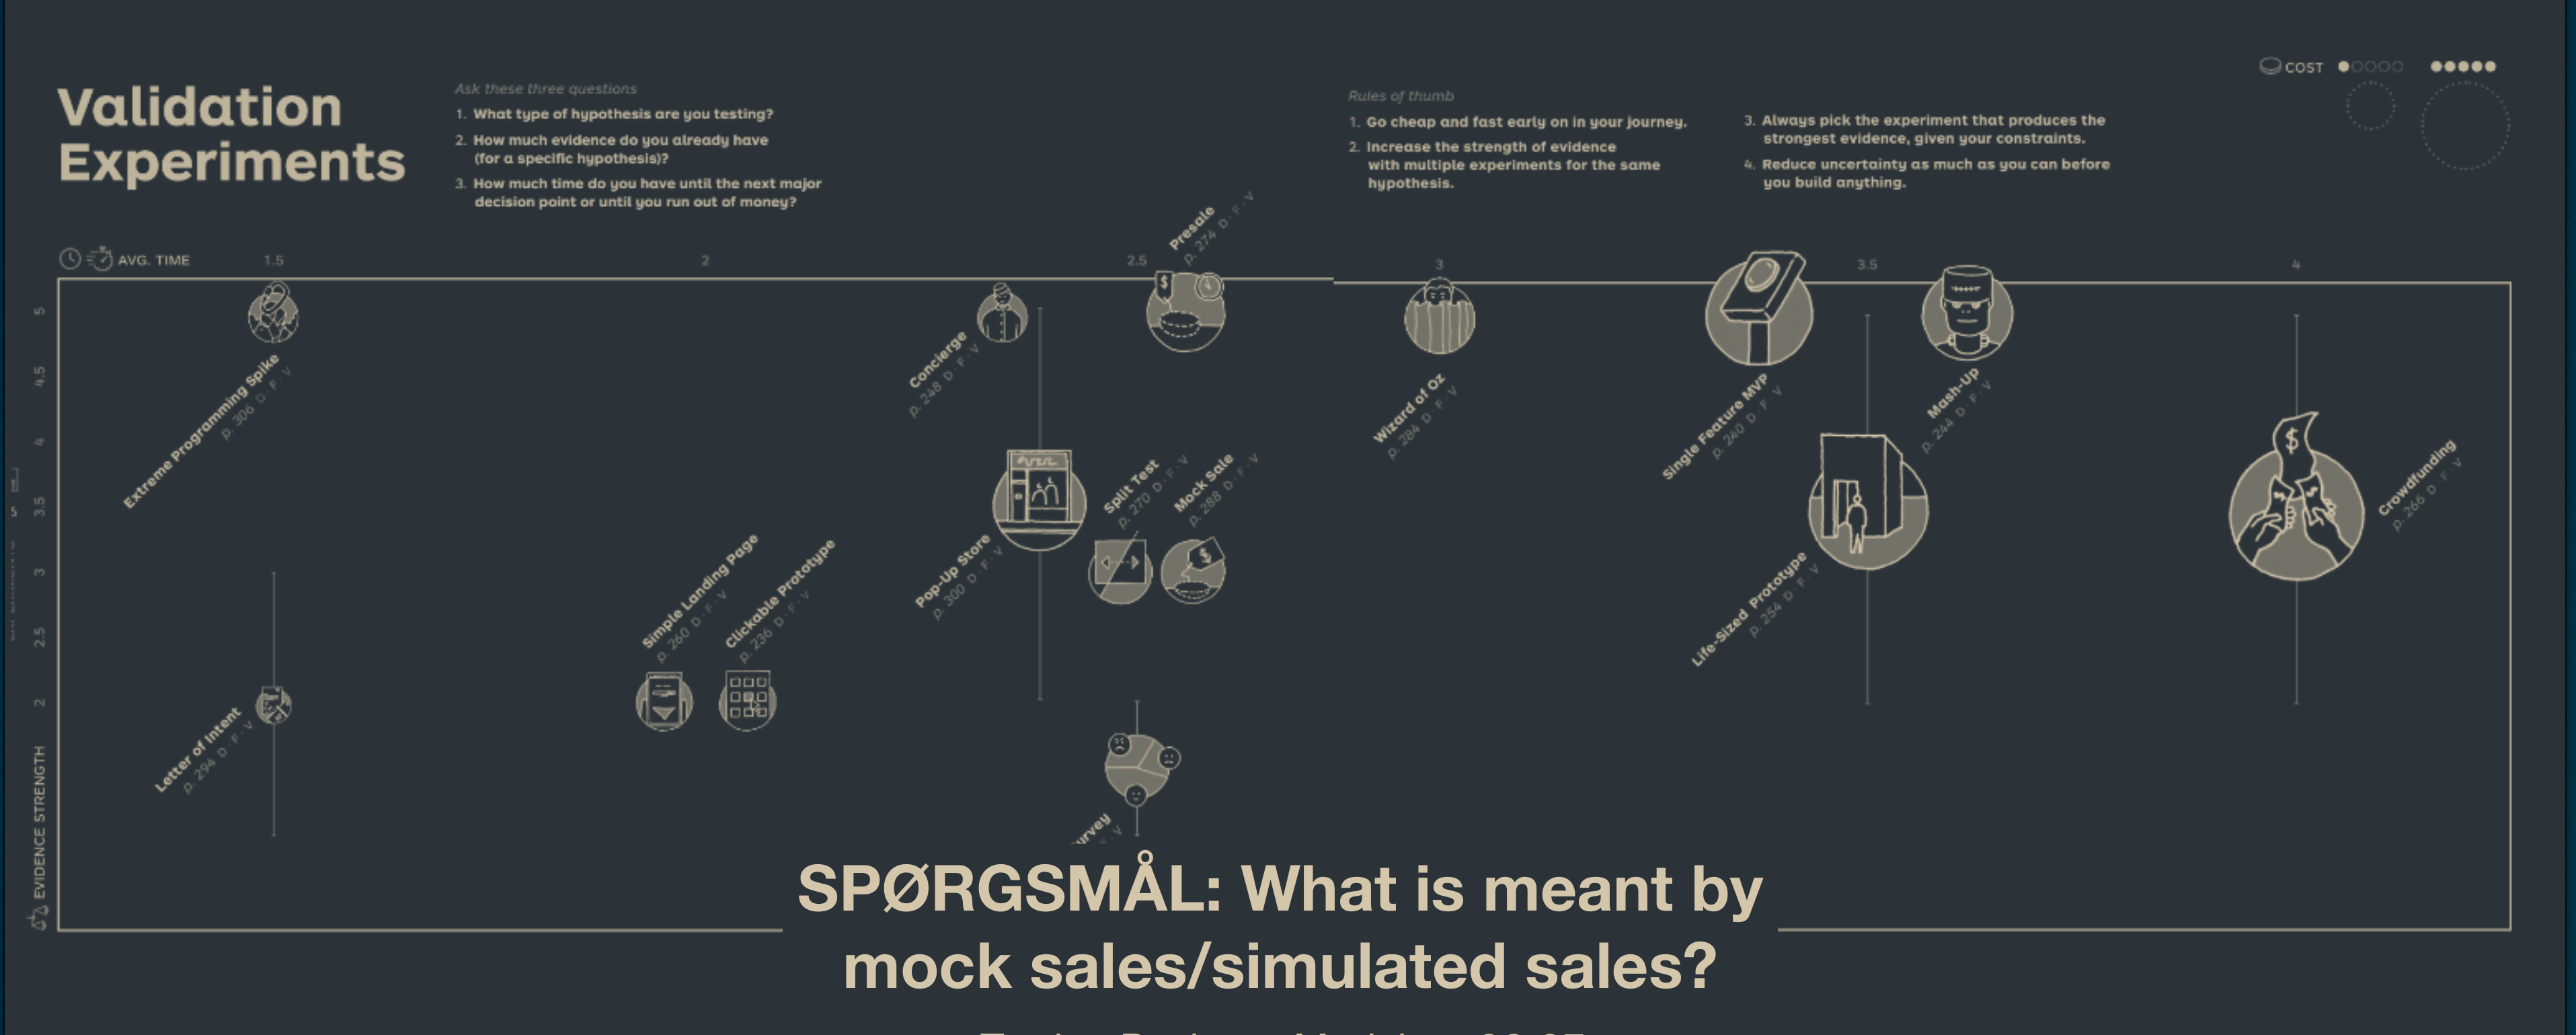 Validation
Experiments
Ask these three questions
1. What type of hypothesis are you testing?
2. How much evidence do you already have
(for a specific hypothesis)?
3. How much time do you have until the next major
decision point or until you run out of money?
Rules of thumb
1. Go cheap and fast early on in your journey.
2. Increase the strength of evidence
with multiple experiments for the same
hypothesis.
3. Always pick the experiment that produces the
strongest evidence, given your constraints.
4. Reduce uncertainty as much as you can before
you build anything.
COST
AVG. TIME
1.5
2
2.5
3
3.5
4
EVIDENCE STRENGTH
5
4.5
4
3.5
3
2.5
2
Extreme Programming Spike
p. 306 D·F·V
Letter of Intent
p. 294 D·F·V
Simple Landing Page
p. 260 D·F·V
Clickable Prototype
p. 236 D·F·V
Concierge
p. 248 D·F·V
Presale
p. 274 D·F·V
Pop-Up Store
p. 300 D·F·V
Split Test
p. 270 D·F·V
Mock Sale
p. 288 D·F·V
urvey
F·V
Wizard of Oz
p. 284 D·F·V
Single Feature MVP
p. 240 D·F·V
Mash-Up
p. 244 D·F·V
Life-Sized Prototype
p. 254 D·F·V
Crowdfunding
p. 266 D·F·V
SPØRGSMÅL: What is meant by
mock sales/simulated sales?